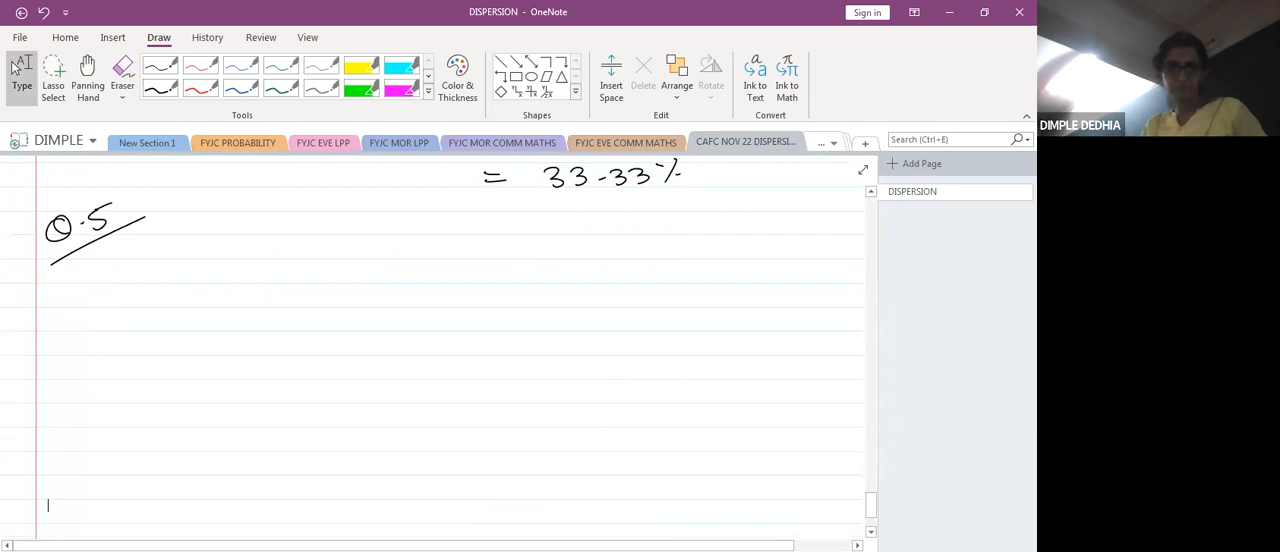 DISPERSION - OneNote
Sign in
File Home Insert Draw History Review View
Type
Lasso Select
Panning Hand
Eraser
Color & Thickness
Insert Space
Delete
Arrange
Rotate
Ink to Text
Ink to Math
Tools
Shapes
Edit
Convert
DIMPLE
New Section 1
FYJC PROBABILITY
FYJC EVE LPP
FYJC MOR LPP
FYJC MOR COMM MATHS
FYJC EVE COMM MATHS
CAFC NOV 22 DISPERSI...
...
Search (Ctrl+E)
Add Page
DISPERSION
= 33.33%
Q.5
DIMPLE DEDHIA